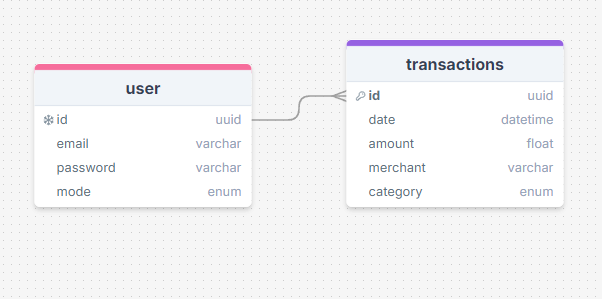 user
id uuid
email varchar
password varchar
mode enum
transactions
id uuid
date datetime
amount float
merchant varchar
category enum